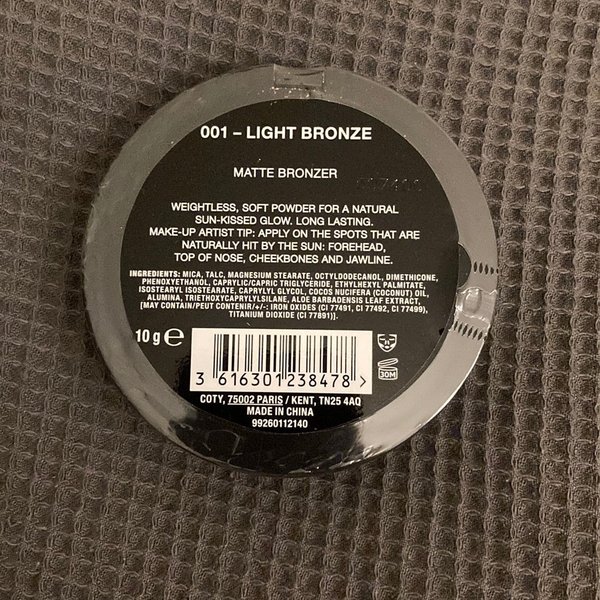 001 – LIGHT BRONZE
MATTE BRONZER
WEIGHTLESS, SOFT POWDER FOR A NATURAL
SUN-KISSED GLOW. LONG LASTING.
MAKE-UP ARTIST TIP: APPLY ON THE SPOTS THAT ARE
NATURALLY HIT BY THE SUN: FOREHEAD,
TOP OF NOSE, CHEEKBONES AND JAWLINE.
INGREDIENTS: MICA, TALC, MAGNESIUM STEARATE, OCTYLDODECANOL, DIMETHICONE,
PHENOXYETHANOL, CAPRYLIC/CAPRIC TRIGLYCERIDE, ETHYLHEXYL PALMITATE,
ISOSTEARYL ISOSTEARATE, CAPRYLYL GLYCOL, COCOS NUCIFERA (COCONUT) OIL,
ALUMINA, TRIETHOXYCAPRYLYLSILANE, ALOE BARBADENSIS LEAF EXTRACT,
[MAY CONTAIN/PEUT CONTENIR/+/-: IRON OXIDES (CI 77491, CI 77492, CI 77499),
TITANIUM DIOXIDE (CI 77891)].
10 g e
3 616301 238478 >
30M
COTY, 75002 PARIS / KENT, TN25 4AQ
MADE IN CHINA
99260112140